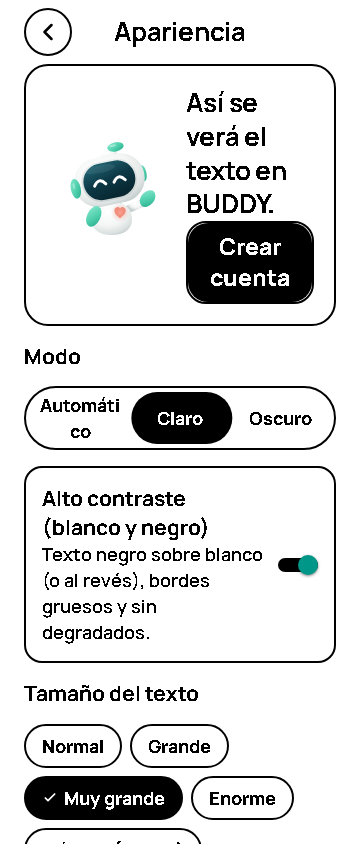 Apariencia
Así se
verá el
texto en
BUDDY.
Crear
cuenta
Modo
Automáti
co
Claro
Oscuro
Alto contraste
(blanco y negro)
Texto negro sobre blanco
(o al revés), bordes
gruesos y sin
degradados.
Tamaño del texto
Normal
Grande
Muy grande
Enorme